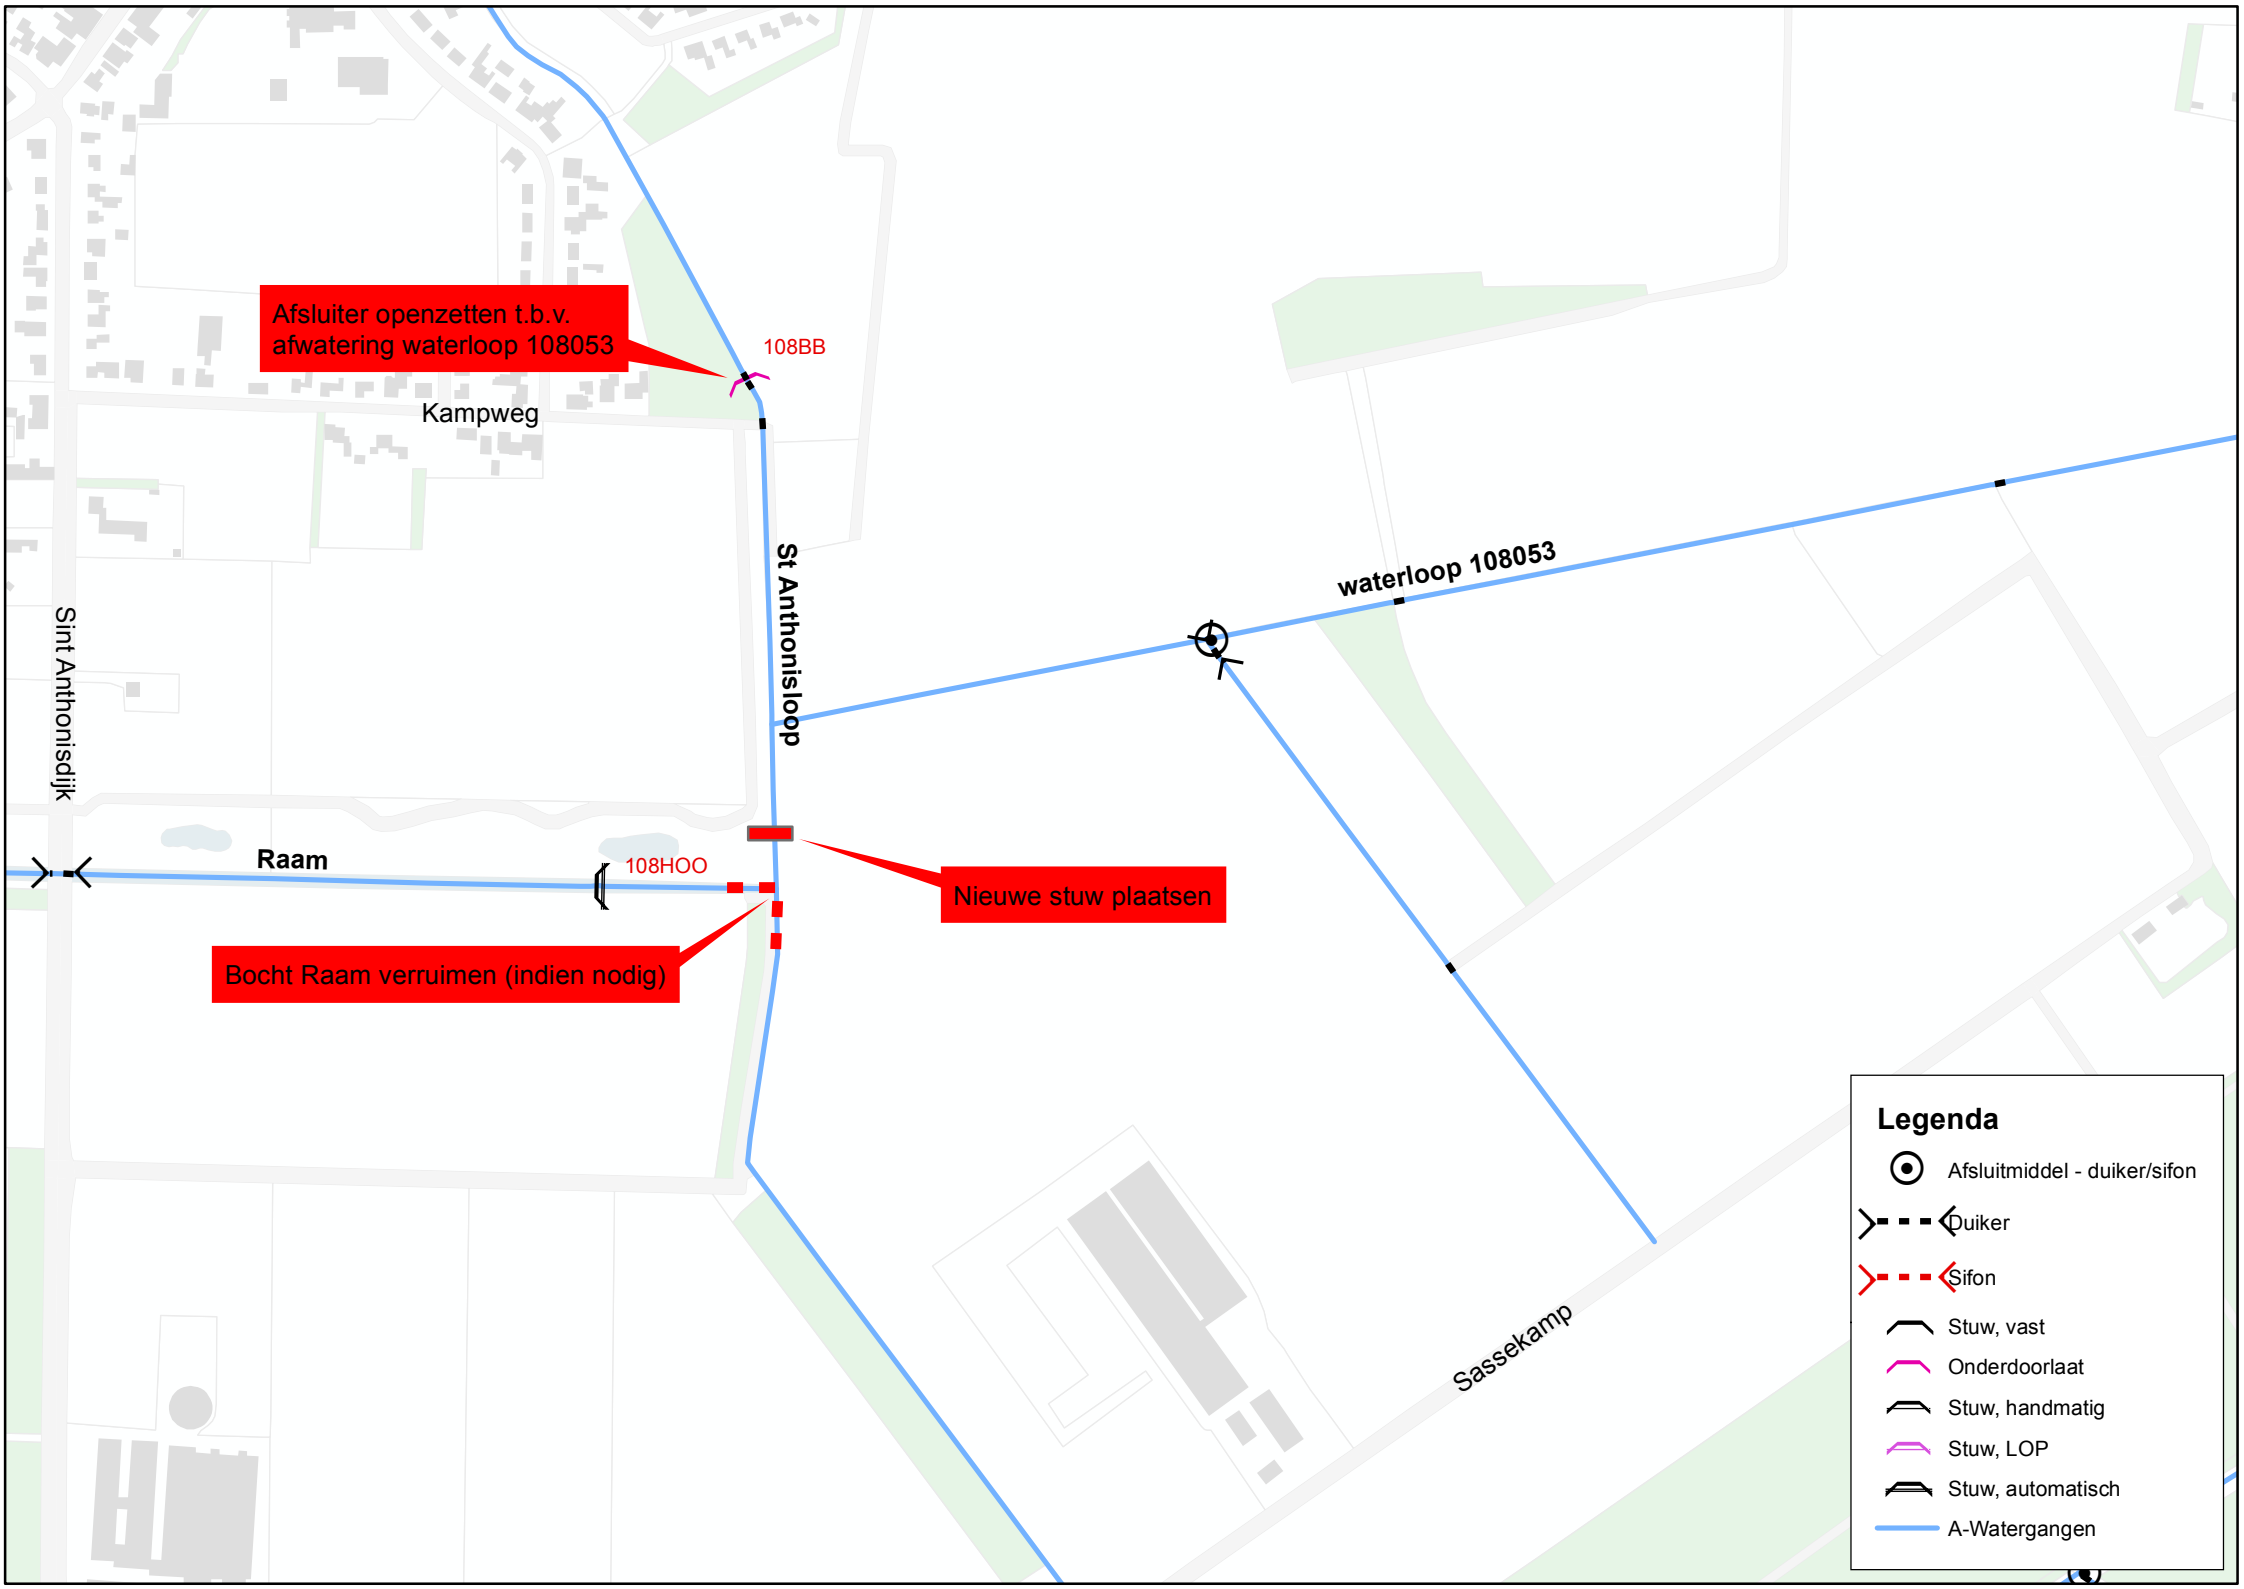 Afsluiter openzetten t.b.v.
afwatering waterloop 108053
108BB
Kampweg
St Anthonisloop
waterloop 108053
Sint Anthonisdijk
Raam
108HOO
Nieuwe stuw plaatsen
Bocht Raam verruimen (indien nodig)
Sassekamp
Legenda
Afsluitmiddel - duiker/sifon
Duiker
Sifon
Stuw, vast
Onderdoorlaat
Stuw, handmatig
Stuw, LOP
Stuw, automatisch
A-Watergangen